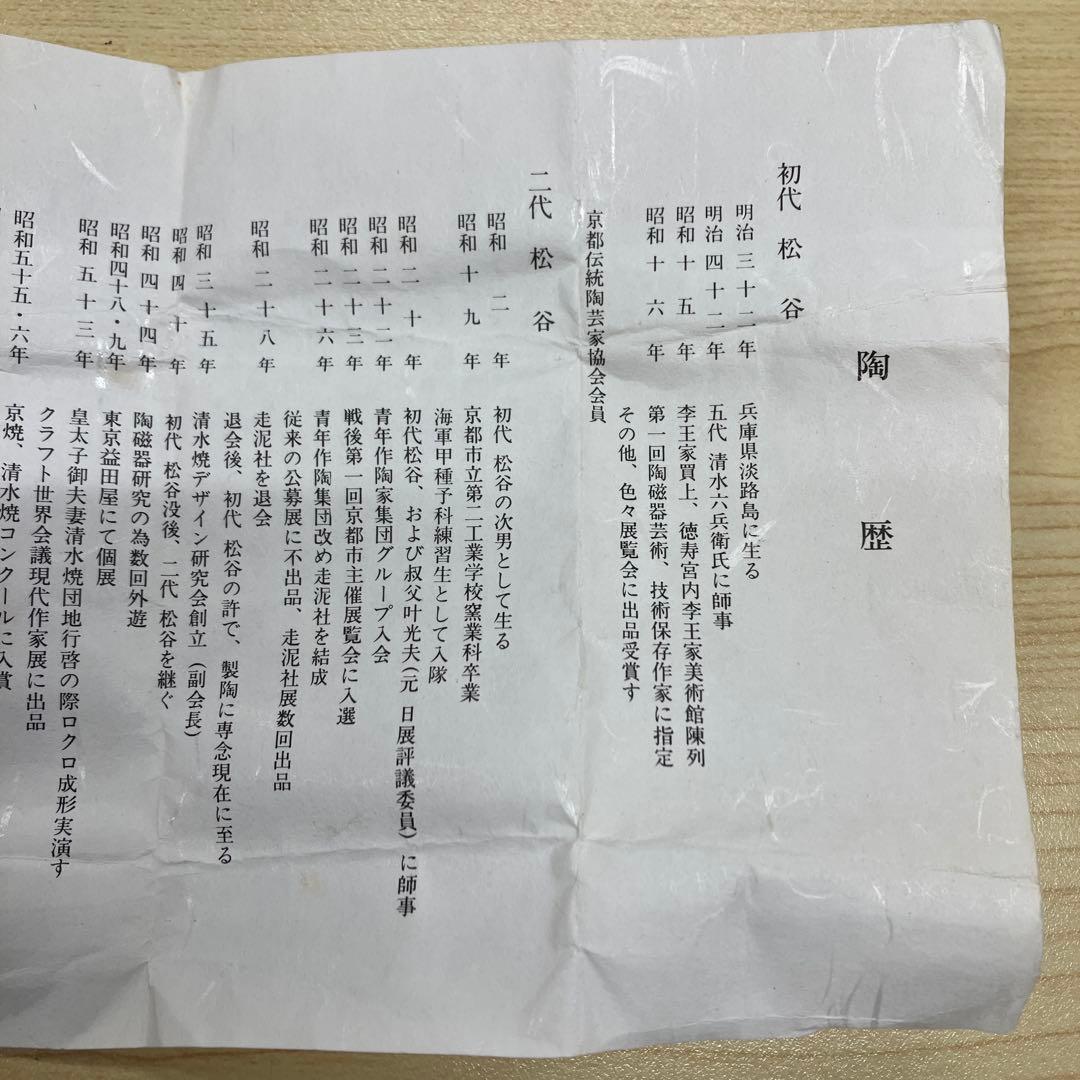 陶歴
初代 松谷
明治三十二年 兵庫県淡路島に生る
明治四十二年 五代 清水六兵衛氏に師事
昭和十五年 李王家買上、徳寿宮内李王家美術館陳列
昭和十六年 第一回陶磁器芸術、技術保存作家に指定
その他、色々展覧会に出品受賞す
京都伝統陶芸家協会会員
二代 松谷
昭和二年 初代 松谷の次男として生る
昭和十九年 京都市立第二工業学校窯業科卒業
海軍甲種予科練習生として入隊
昭和二十年 初代松谷、および叔父叶光夫(元 日展評議委員)に師事
昭和二十二年 青年作陶家集団グループ入会
昭和二十三年 戦後第一回京都市主催展覧会に入選
昭和二十六年 青年作陶集団改め走泥社を結成
従来の公募展に不出品、走泥社展数回出品
昭和二十八年 走泥社を退会
退会後、初代 松谷の許で、製陶に専念現在に至る
昭和三十五年 清水焼デザイン研究会創立(副会長)
昭和四十年 初代 松谷没後、二代 松谷を継ぐ
昭和四十四年 陶磁器研究の為数回外遊
昭和四十八・九年 東京益田屋にて個展
昭和五十三年 皇太子御夫妻清水焼団地行啓の際ロクロ成形実演す
クラフト世界会議現代作家展に出品
昭和五十五・六年 京焼、清水焼コンクールに入賞